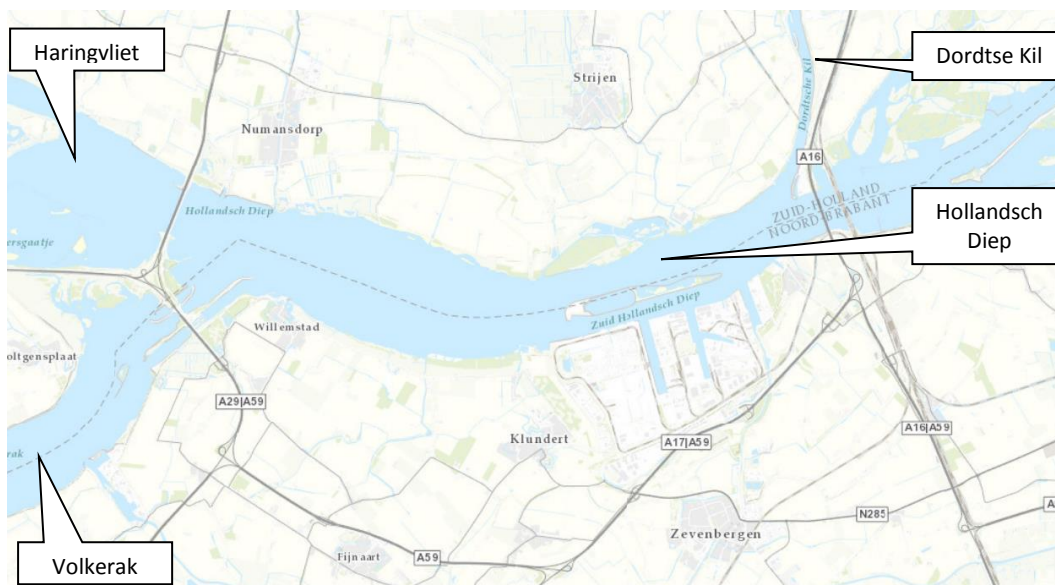 Haringvliet
Dordtse Kil
Strijen
Dordtsche Kil
Numansdorp
A16
Hollandsch Diep
ZUID-HOLLAND
NOORD-BRABANT
Hollandsch
Diep
ersgaatje
Zuid Hollandsch Diep
Willemstad
oltgensplaat
A29|A59
A16|A59
Klundert
A17|A59
rak
N285
A
Zevenbergen
Fijnaart
A59
Volkerak